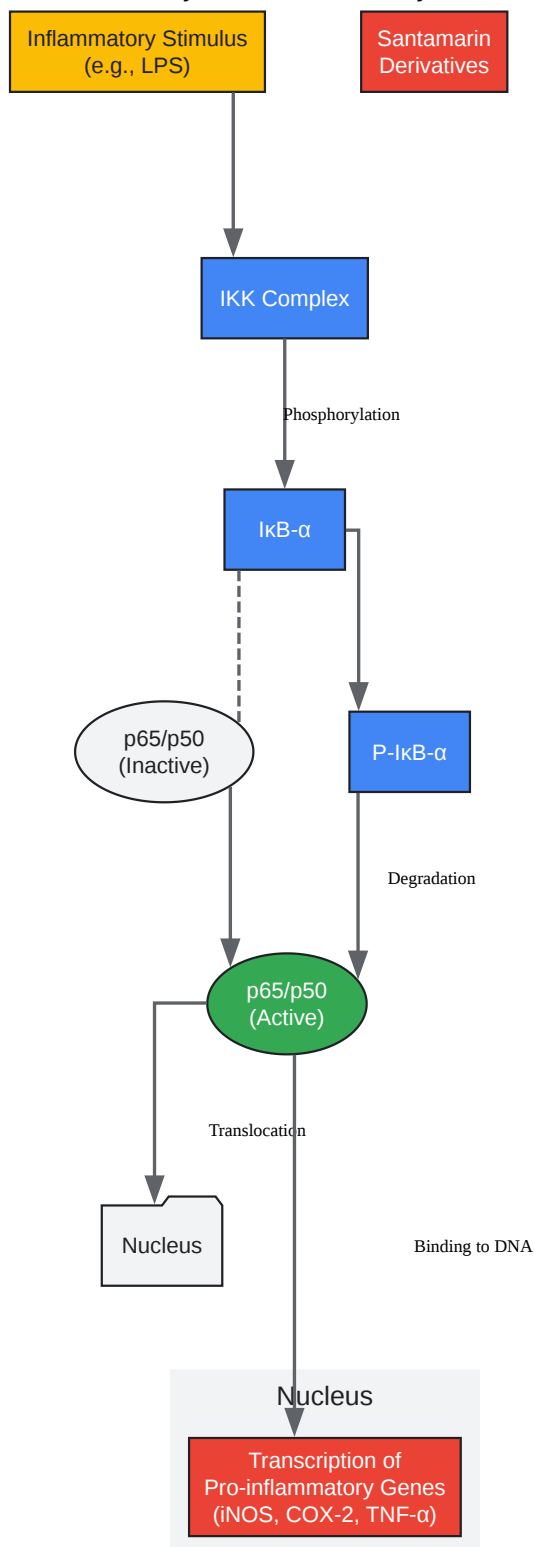 Inflammatory Stimulus
(e.g., LPS)
Santamarin
Derivatives
IKK Complex
Phosphorylation
IκB-α
p65/p50
(Inactive)
P-IκB-α
Degradation
p65/p50
(Active)
Translocation
Nucleus
Binding to DNA
Nucleus
Transcription of
Pro-inflammatory Genes
(iNOS, COX-2, TNF-α)